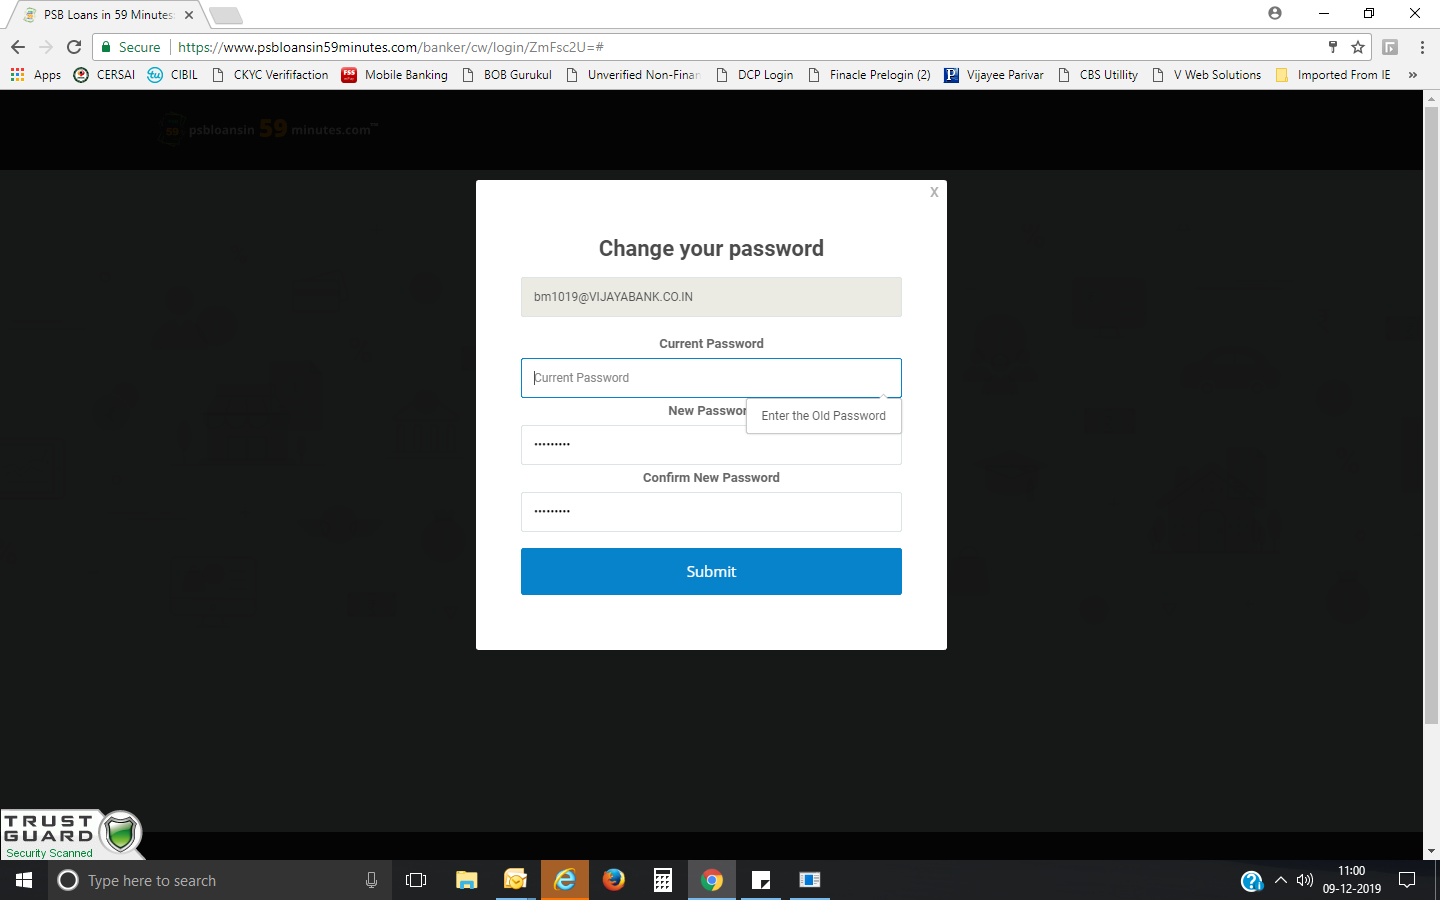 PSB Loans in 59 Minutes
Secure
https://www.psbloansin59minutes.com/banker/cw/login/ZmFsc2U=#
Apps CERSAI CIBIL CKYC Verififaction Mobile Banking BOB Gurukul Unverified Non-Finan DCP Login Finacle Prelogin (2) Vijayee Parivar CBS Utillity V Web Solutions Imported From IE »
59 psbloansin 59 minutes.com™
X
Change your password
bm1019@VIJAYABANK.CO.IN
Current Password
Current Password
New Passwor
Enter the Old Password
•••••••••
Confirm New Password
•••••••••
Submit
TRUST
GUARD
Security Scanned
Type here to search
11:00
09-12-2019